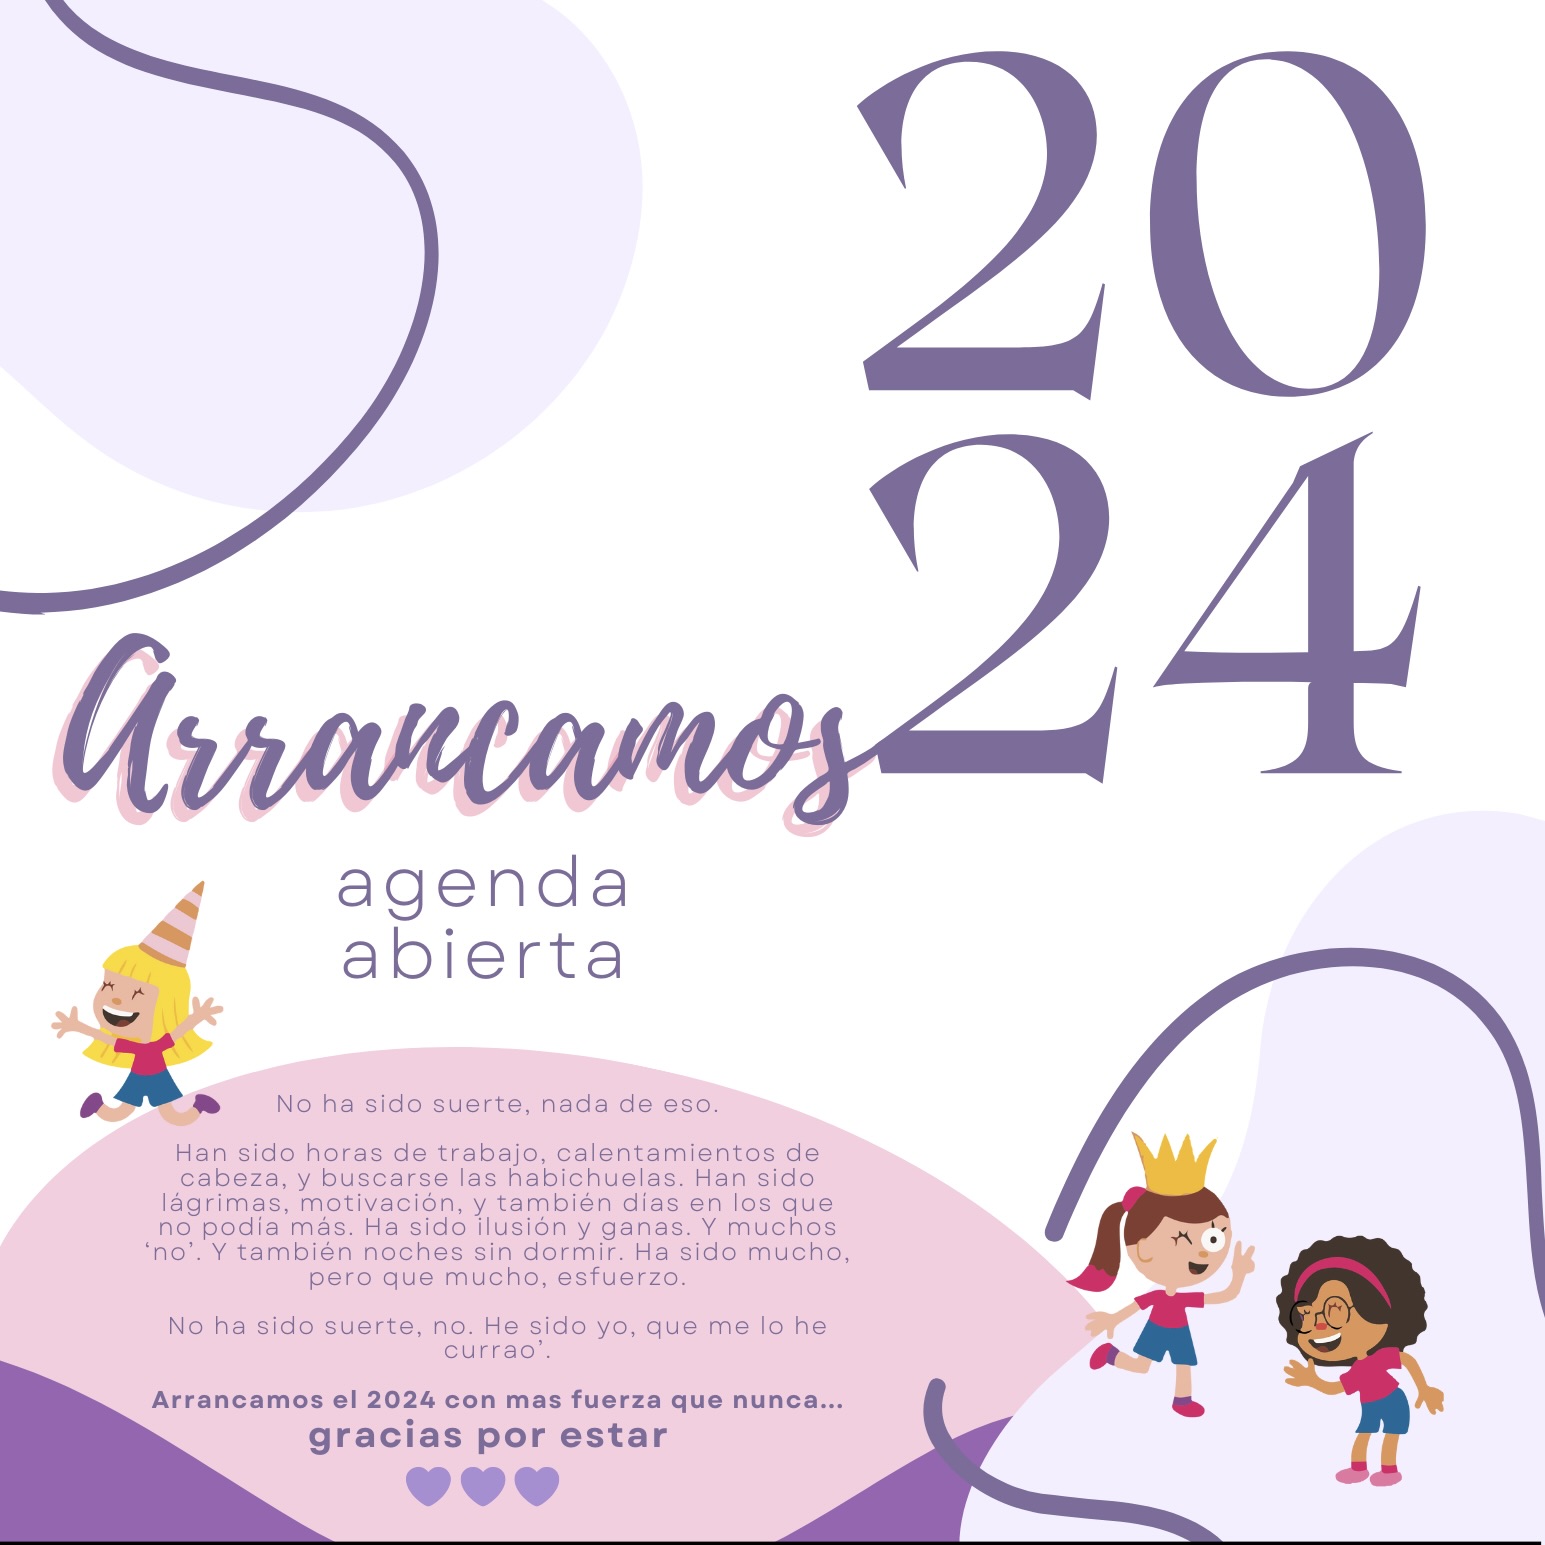 20
24
Arrancamos
agenda
abierta
No ha sido suerte, nada de eso.
Han sido horas de trabajo, calentamientos de
cabeza, y buscarse las habichuelas. Han sido
lágrimas, motivación, y también días en los que
no podía más. Ha sido ilusión y ganas. Y muchos
‘no’. Y también noches sin dormir. Ha sido mucho,
pero que mucho, esfuerzo.
No ha sido suerte, no. He sido yo, que me lo he
currao’.
Arrancamos el 2024 con mas fuerza que nunca...
gracias por estar